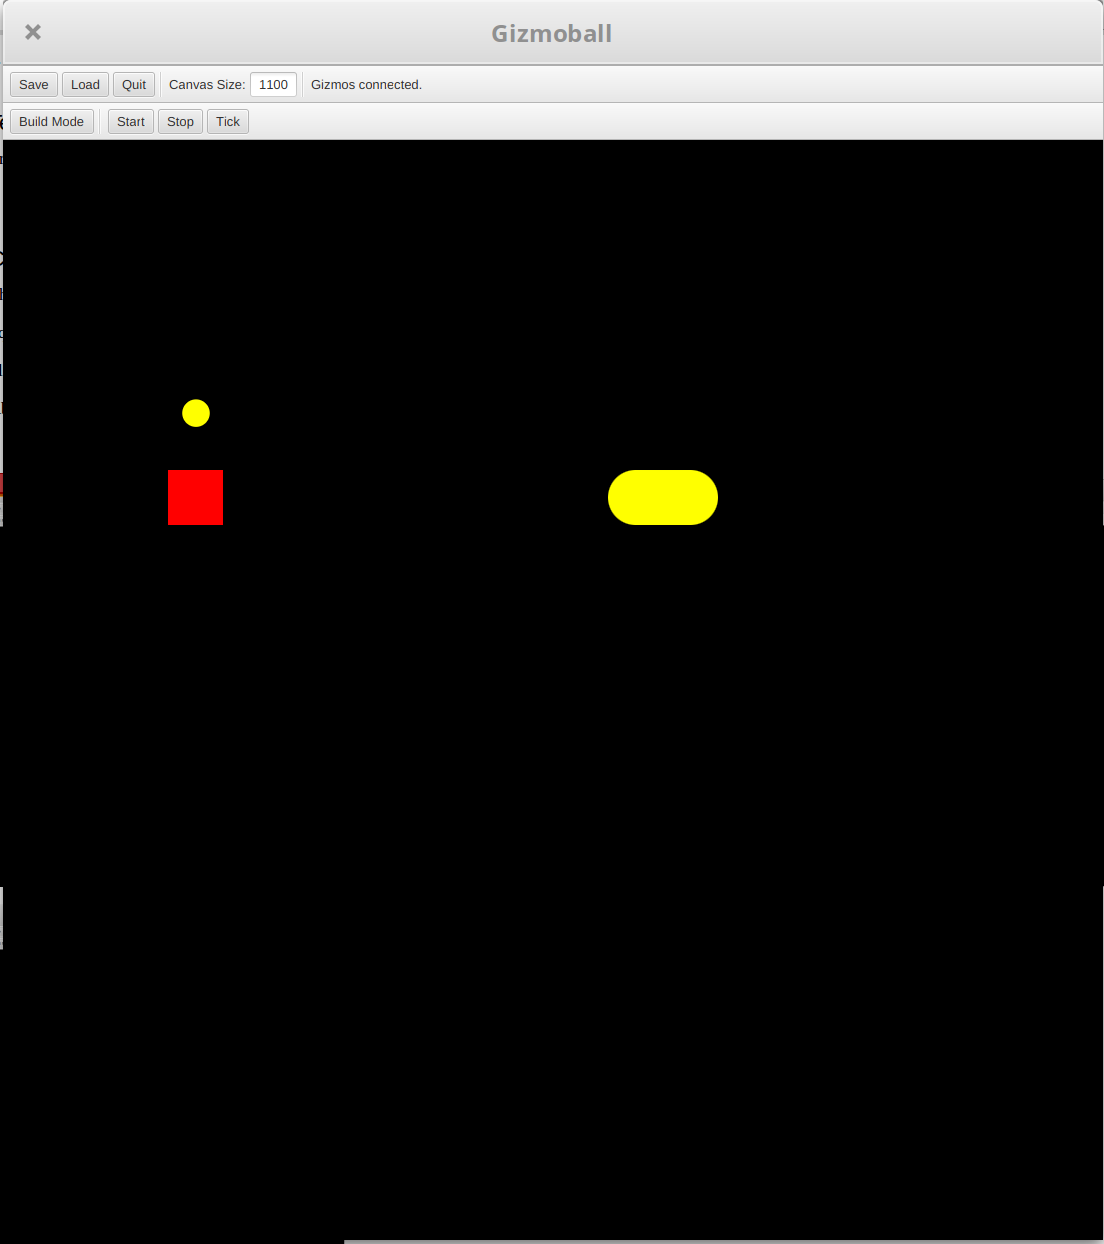 Gizmoball
Save Load Quit Canvas Size: 1100 Gizmos connected.
Build Mode Start Stop Tick